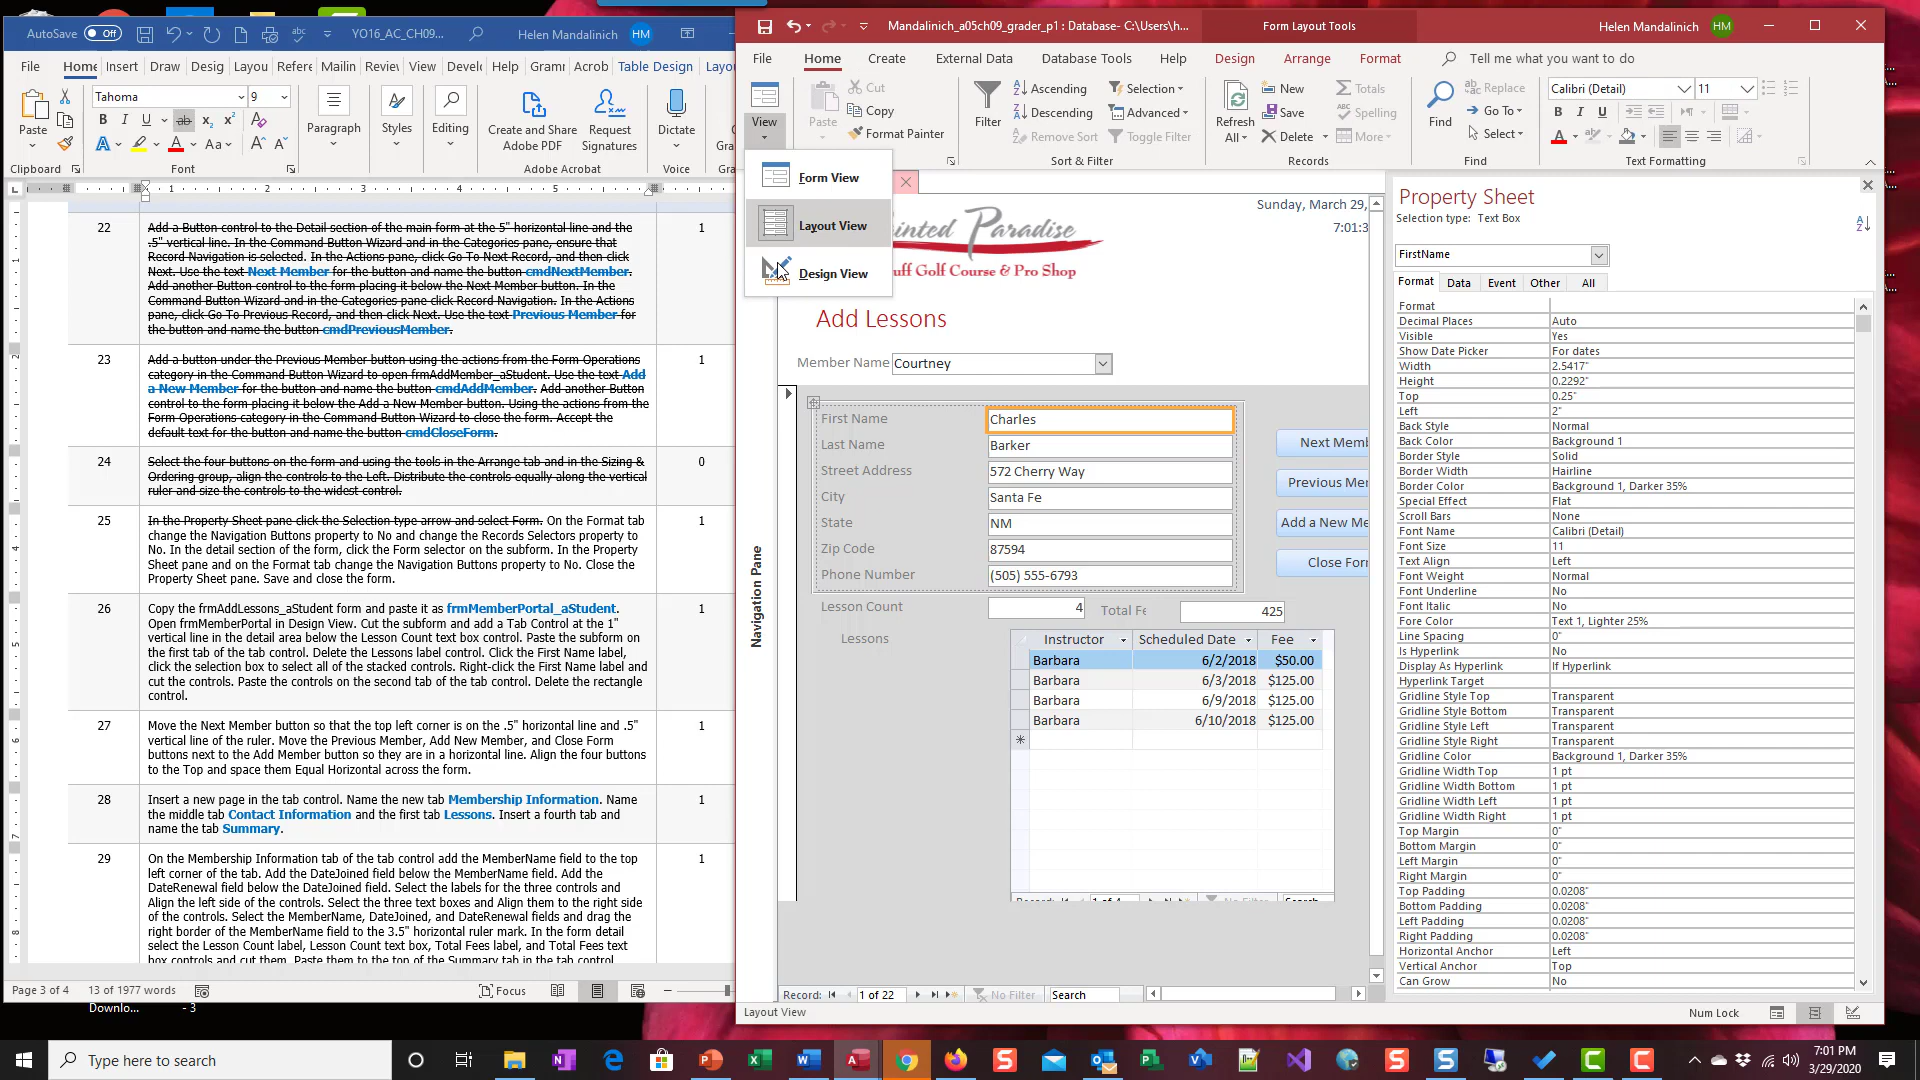 AutoSave Off YO16_AC_CH09... Helen Mandalinich HM
File Home Insert Draw Desig Layou Refere Mailin Reviev View Develc Help Gramı Acrob Table Design Layou
Tahoma 9
Paste Paragraph Styles Editing Create and Share Adobe PDF Request Signatures Dictate
Clipboard Font Adobe Acrobat Voice
22 Add a Button control to the Detail section of the main form at the 5" horizontal line and the 1
.5" vertical line. In the Command Button Wizard and in the Categories pane, ensure that
Record Navigation is selected. In the Actions pane, click Go To Next Record, and then click
Next. Use the text Next Member for the button and name the button cmdNextMember.
Add another Button control to the form placing it below the Next Member button. In the
Command Button Wizard and in the Categories pane click Record Navigation. In the Actions
pane, click Go To Previous Record, and then click Next. Use the text Previous Member for
the button and name the button cmdPreviousMember.
23 Add a button under the Previous Member button using the actions from the Form Operations 1
category in the Command Button Wizard to open frmAddMember_aStudent. Use the text Add
a New Member for the button and name the button cmdAddMember. Add another Button
control to the form placing it below the Add a New Member button. Using the actions from the
Form Operations category in the Command Button Wizard to close the form. Accept the
default text for the button and name the button cmdCloseForm.
24 Select the four buttons on the form and using the tools in the Arrange tab and in the Sizing & 0
Ordering group, align the controls to the Left. Distribute the controls equally along the vertical
ruler and size the controls to the widest control.
25 In the Property Sheet pane click the Selection type arrow and select Form. On the Format tab 1
change the Navigation Buttons property to No and change the Records Selectors property to
No. In the detail section of the form, click the Form selector on the subform. In the Property
Sheet pane and on the Format tab change the Navigation Buttons property to No. Close the
Property Sheet pane. Save and close the form.
26 Copy the frmAddLessons_aStudent form and paste it as frmMemberPortal_aStudent. 1
Open frmMemberPortal in Design View. Cut the subform and add a Tab Control at the 1"
vertical line in the detail area below the Lesson Count text box control. Paste the subform on
the first tab of the tab control. Delete the Lessons label control. Click the First Name label,
click the selection box to select all of the stacked controls. Right-click the First Name label and
cut the controls. Paste the controls on the second tab of the tab control. Delete the rectangle
control.
27 Move the Next Member button so that the top left corner is on the .5" horizontal line and .5" 1
vertical line of the ruler. Move the Previous Member, Add New Member, and Close Form
buttons next to the Add Member button so they are in a horizontal line. Align the four buttons
to the Top and space them Equal Horizontal across the form.
28 Insert a new page in the tab control. Name the new tab Membership Information. Name 1
the middle tab Contact Information and the first tab Lessons. Insert a fourth tab and
name the tab Summary.
29 On the Membership Information tab of the tab control add the MemberName field to the top 1
left corner of the tab. Add the DateJoined field below the MemberName field. Add the
DateRenewal field below the DateJoined field. Select the labels for the three controls and
Align the left side of the controls. Select the three text boxes and Align them to the right side
of the controls. Select the MemberName, DateJoined, and DateRenewal fields and drag the
right border of the MemberName field to the 3.5" horizontal ruler mark. In the form detail
select the Lesson Count label, Lesson Count text box, Total Fees label, and Total Fees text
box controls and cut them. Paste them to the top of the Summary tab in the tab control.
Page 3 of 4 13 of 1977 words Focus
Downlo... - 3
Mandalinich_a05ch09_grader_p1 : Database- C:\Users\h... Form Layout Tools Helen Mandalinich HM
File Home Create External Data Database Tools Help Design Arrange Format Tell me what you want to do
View Paste Cut Copy Format Painter
Filter Ascending Descending Remove Sort Selection Advanced Toggle Filter
Refresh All New Save Delete Totals Spelling More
Find Replace Go To Select
Calibri (Detail) 11
Sort & Filter Records Find Text Formatting
Form View
Layout View
Design View
inted Paradise
uff Golf Course & Pro Shop
Sunday, March 29,
7:01:3
Add Lessons
Member Name Courtney
First Name Charles
Last Name Barker
Street Address 572 Cherry Way
City Santa Fe
State NM
Zip Code 87594
Phone Number (505) 555-6793
Next Memb
Previous Mer
Add a New Me
Close Forr
Lesson Count 4 Total Fe 425
Lessons
Instructor Scheduled Date Fee
Barbara 6/2/2018 $50.00
Barbara 6/3/2018 $125.00
Barbara 6/9/2018 $125.00
Barbara 6/10/2018 $125.00
Navigation Pane
Record: 1 of 22 No Filter Search
Layout View Num Lock
Property Sheet
Selection type: Text Box
FirstName
Format Data Event Other All
Format
Decimal Places Auto
Visible Yes
Show Date Picker For dates
Width 2.5417"
Height 0.2292"
Top 0.25"
Left 2"
Back Style Normal
Back Color Background 1
Border Style Solid
Border Width Hairline
Border Color Background 1, Darker 35%
Special Effect Flat
Scroll Bars None
Font Name Calibri (Detail)
Font Size 11
Text Align Left
Font Weight Normal
Font Underline No
Font Italic No
Fore Color Text 1, Lighter 25%
Line Spacing 0"
Is Hyperlink No
Display As Hyperlink If Hyperlink
Hyperlink Target
Gridline Style Top Transparent
Gridline Style Bottom Transparent
Gridline Style Left Transparent
Gridline Style Right Transparent
Gridline Color Background 1, Darker 35%
Gridline Width Top 1 pt
Gridline Width Bottom 1 pt
Gridline Width Left 1 pt
Gridline Width Right 1 pt
Top Margin 0"
Bottom Margin 0"
Left Margin 0"
Right Margin 0"
Top Padding 0.0208"
Bottom Padding 0.0208"
Left Padding 0.0208"
Right Padding 0.0208"
Horizontal Anchor Left
Vertical Anchor Top
Can Grow No
Type here to search
7:01 PM
3/29/2020